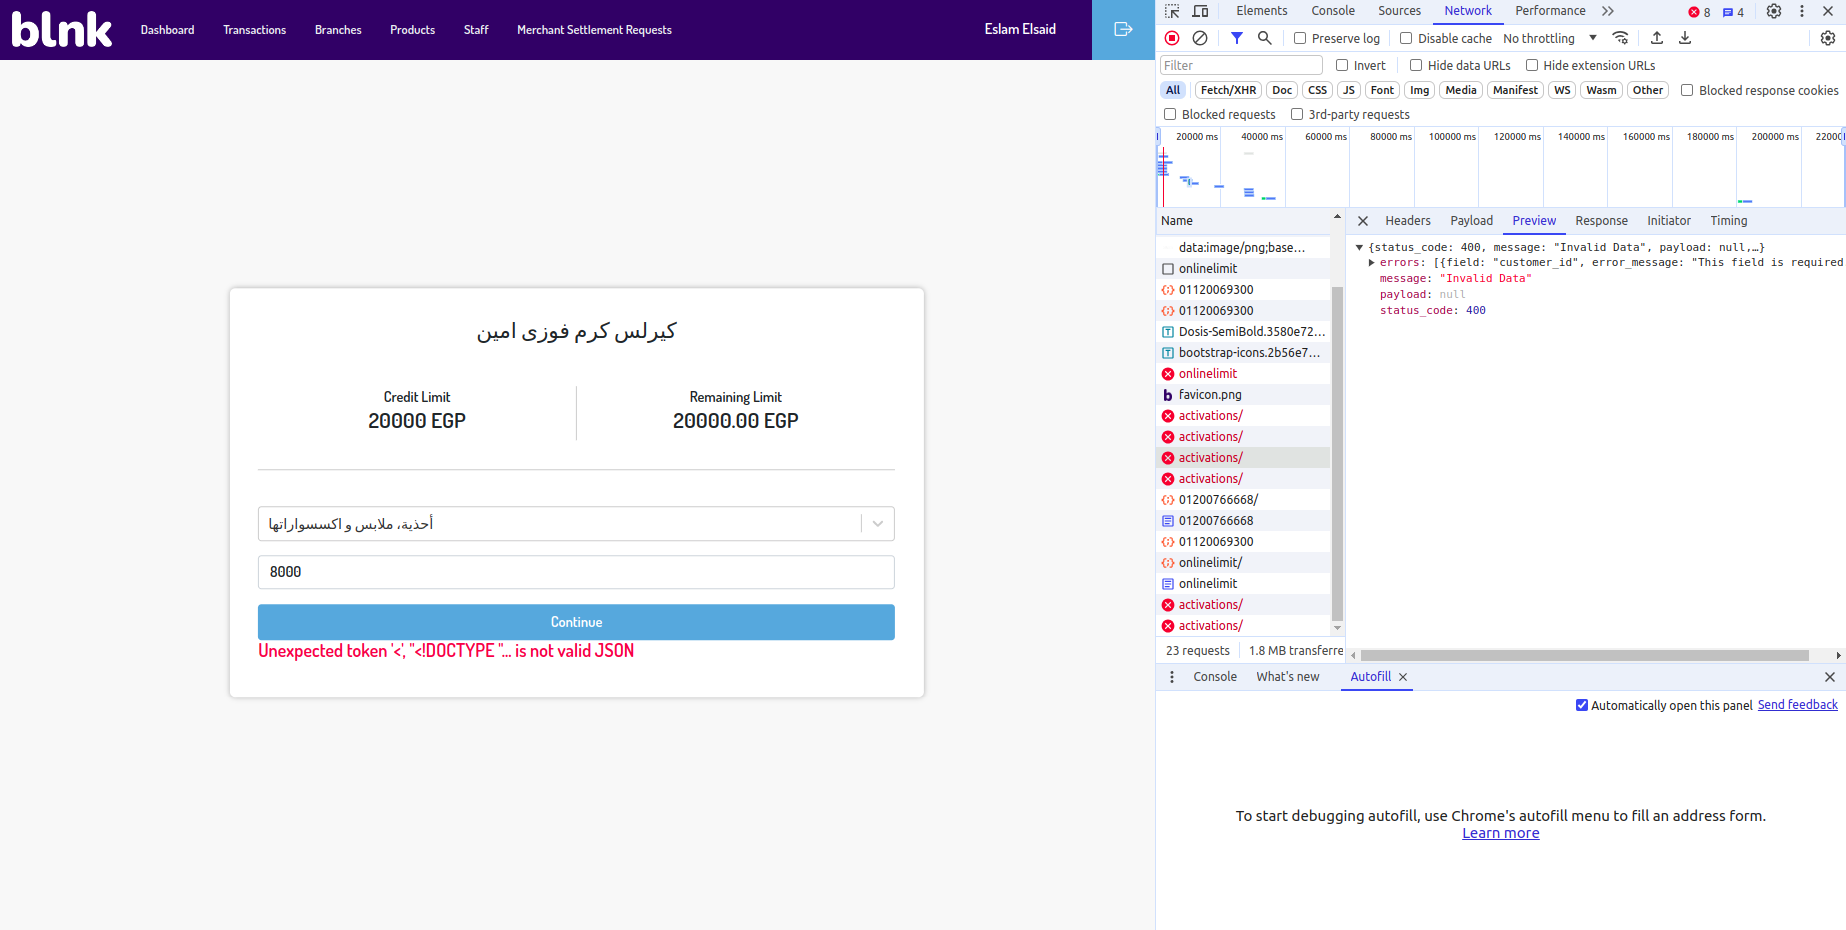 blnk Dashboard Transactions Branches Products Staff Merchant Settlement Requests Eslam Elsaid
كيرلس كرم فوزى امين
Credit Limit
20000 EGP
Remaining Limit
20000.00 EGP
أحذية، ملابس و اكسسواراتها
8000
Continue
Unexpected token '<', "<!DOCTYPE "... is not valid JSON
Elements Console Sources Network Performance 8 4
Preserve log Disable cache No throttling
Filter Invert Hide data URLs Hide extension URLs
All Fetch/XHR Doc CSS JS Font Img Media Manifest WS Wasm Other Blocked response cookies
Blocked requests 3rd-party requests
20000 ms 40000 ms 60000 ms 80000 ms 100000 ms 120000 ms 140000 ms 160000 ms 180000 ms 200000 ms 22000
Name
data:image/png;base...
onlinelimit
01120069300
01120069300
Dosis-SemiBold.3580e72...
bootstrap-icons.2b56e7...
onlinelimit
favicon.png
activations/
activations/
activations/
activations/
01200766668/
01200766668
01120069300
onlinelimit/
onlinelimit
activations/
activations/
23 requests 1.8 MB transferre
Headers Payload Preview Response Initiator Timing
{status_code: 400, message: "Invalid Data", payload: null,…}
errors: [{field: "customer_id", error_message: "This field is required
message: "Invalid Data"
payload: null
status_code: 400
Console What's new Autofill
Automatically open this panel Send feedback
To start debugging autofill, use Chrome's autofill menu to fill an address form.
Learn more